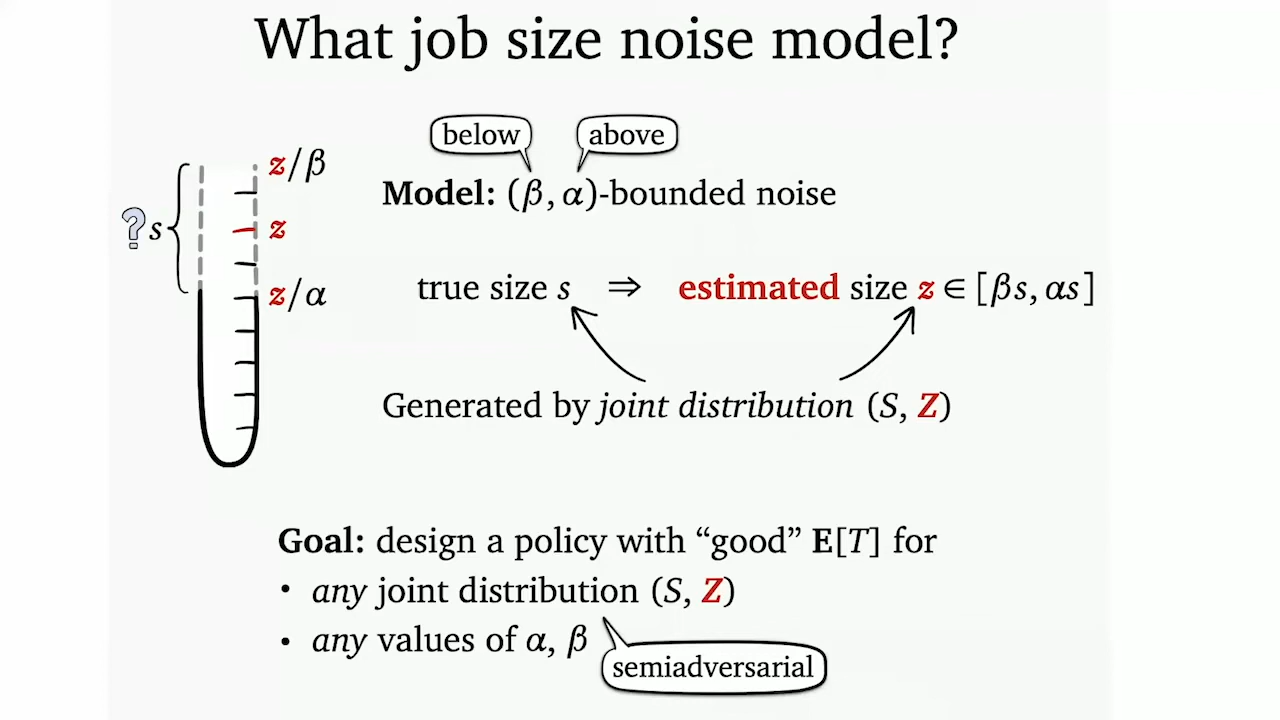 What job size noise model?
below above
Model: (β, α)-bounded noise
z/β
z
? s
z/α
true size s ⇒ estimated size z ∈ [βs, αs]
Generated by joint distribution (S, Z)
Goal: design a policy with “good” E[T] for
• any joint distribution (S, Z)
• any values of α, β
semiadversarial